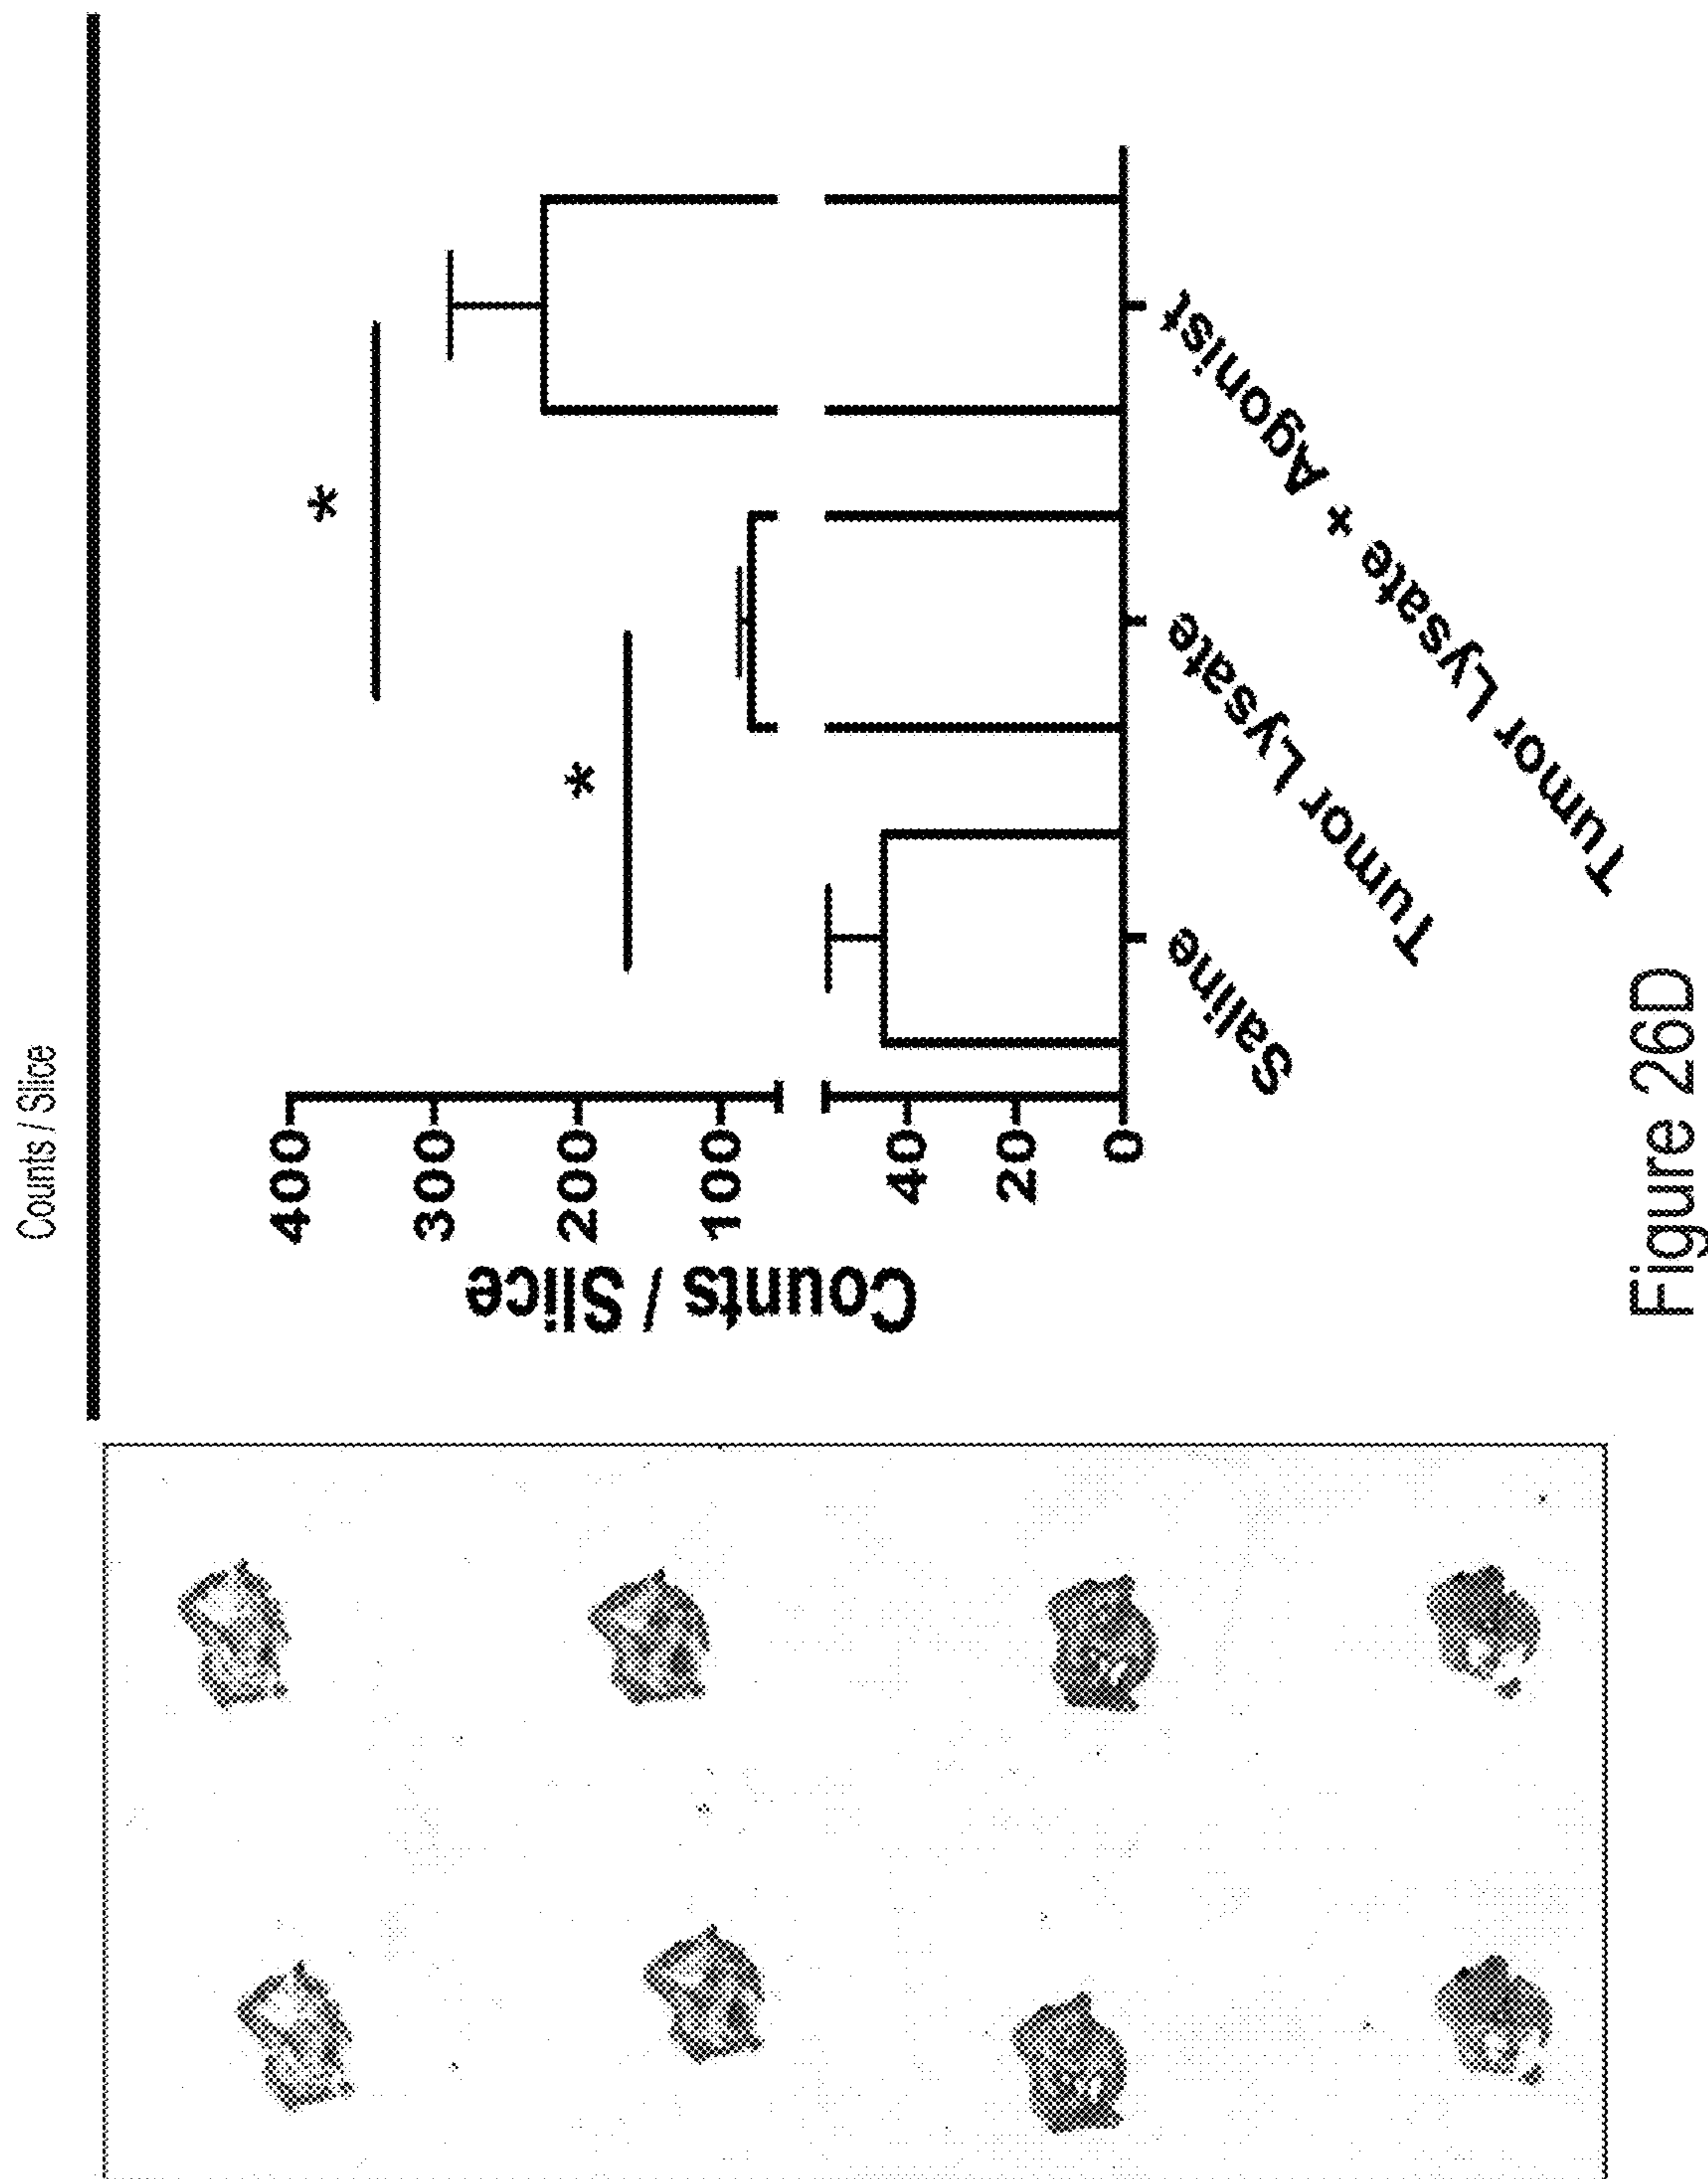 Counts / Slice
Counts / Slice
400
300
200
100
40
20
0
Saline
Tumor Lysate
Tumor Lysate + Agonist
*
*
Figure 26D